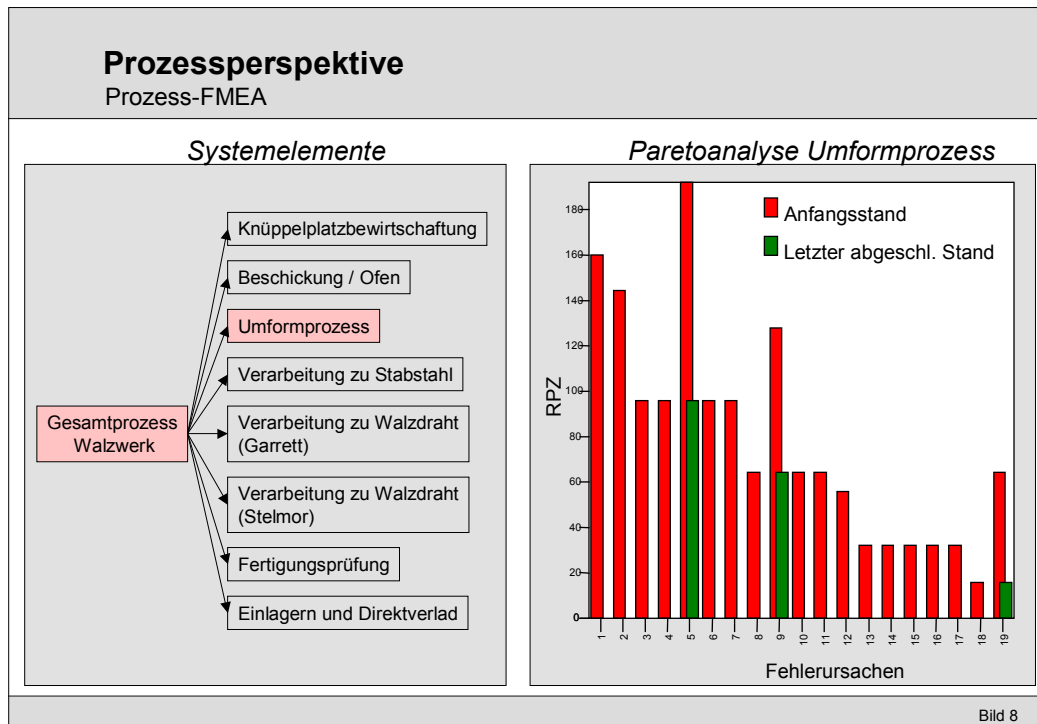 Prozessperspektive
Prozess-FMEA
Systemelemente
Knüppelplatzbewirtschaftung
Beschickung / Ofen
Umformprozess
Verarbeitung zu Stabstahl
Gesamtprozess
Walzwerk
Verarbeitung zu Walzdraht
(Garrett)
Verarbeitung zu Walzdraht
(Stelmor)
Fertigungsprüfung
Einlagern und Direktverlad
Paretoanalyse Umformprozess
Anfangsstand
Letzter abgeschl. Stand
RPZ
180
160
140
120
100
80
60
40
20
0
1
2
3
4
5
6
7
8
9
10
11
12
13
14
15
16
17
18
19
Fehlerursachen
Bild 8